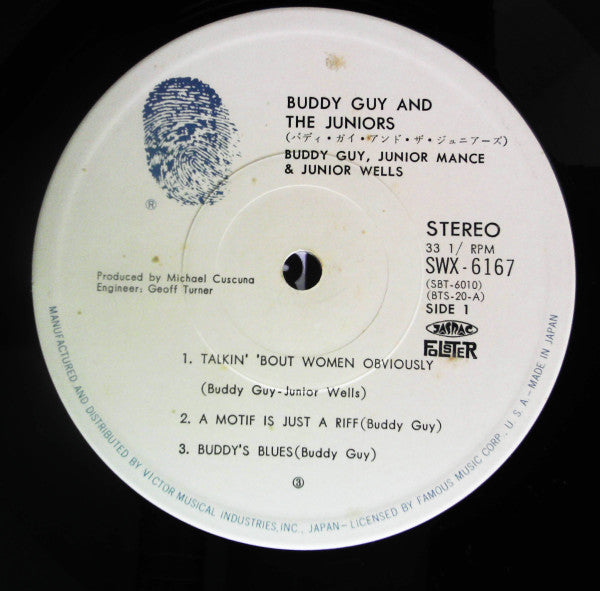 BUDDY GUY AND
THE JUNIORS
(バディ・ガイ・アンド・ザ・ジュニアーズ)
BUDDY GUY, JUNIOR MANCE
& JUNIOR WELLS
®
STEREO
33 1/ RPM
SWX-6167
(SBT-6010)
(BTS-20-A)
SIDE 1
Produced by Michael Cuscuna
Engineer: Geoff Turner
JASRAC
FOLSTER
1. TALKIN' 'BOUT WOMEN OBVIOUSLY
(Buddy Guy-Junior Wells)
2. A MOTIF IS JUST A RIFF(Buddy Guy)
3. BUDDY'S BLUES(Buddy Guy)
③
MANUFACTURED AND DISTRIBUTED BY VICTOR MUSICAL INDUSTRIES, INC., JAPAN-LICENSED BY FAMOUS MUSIC CORP. U S A-MADE IN JAPAN